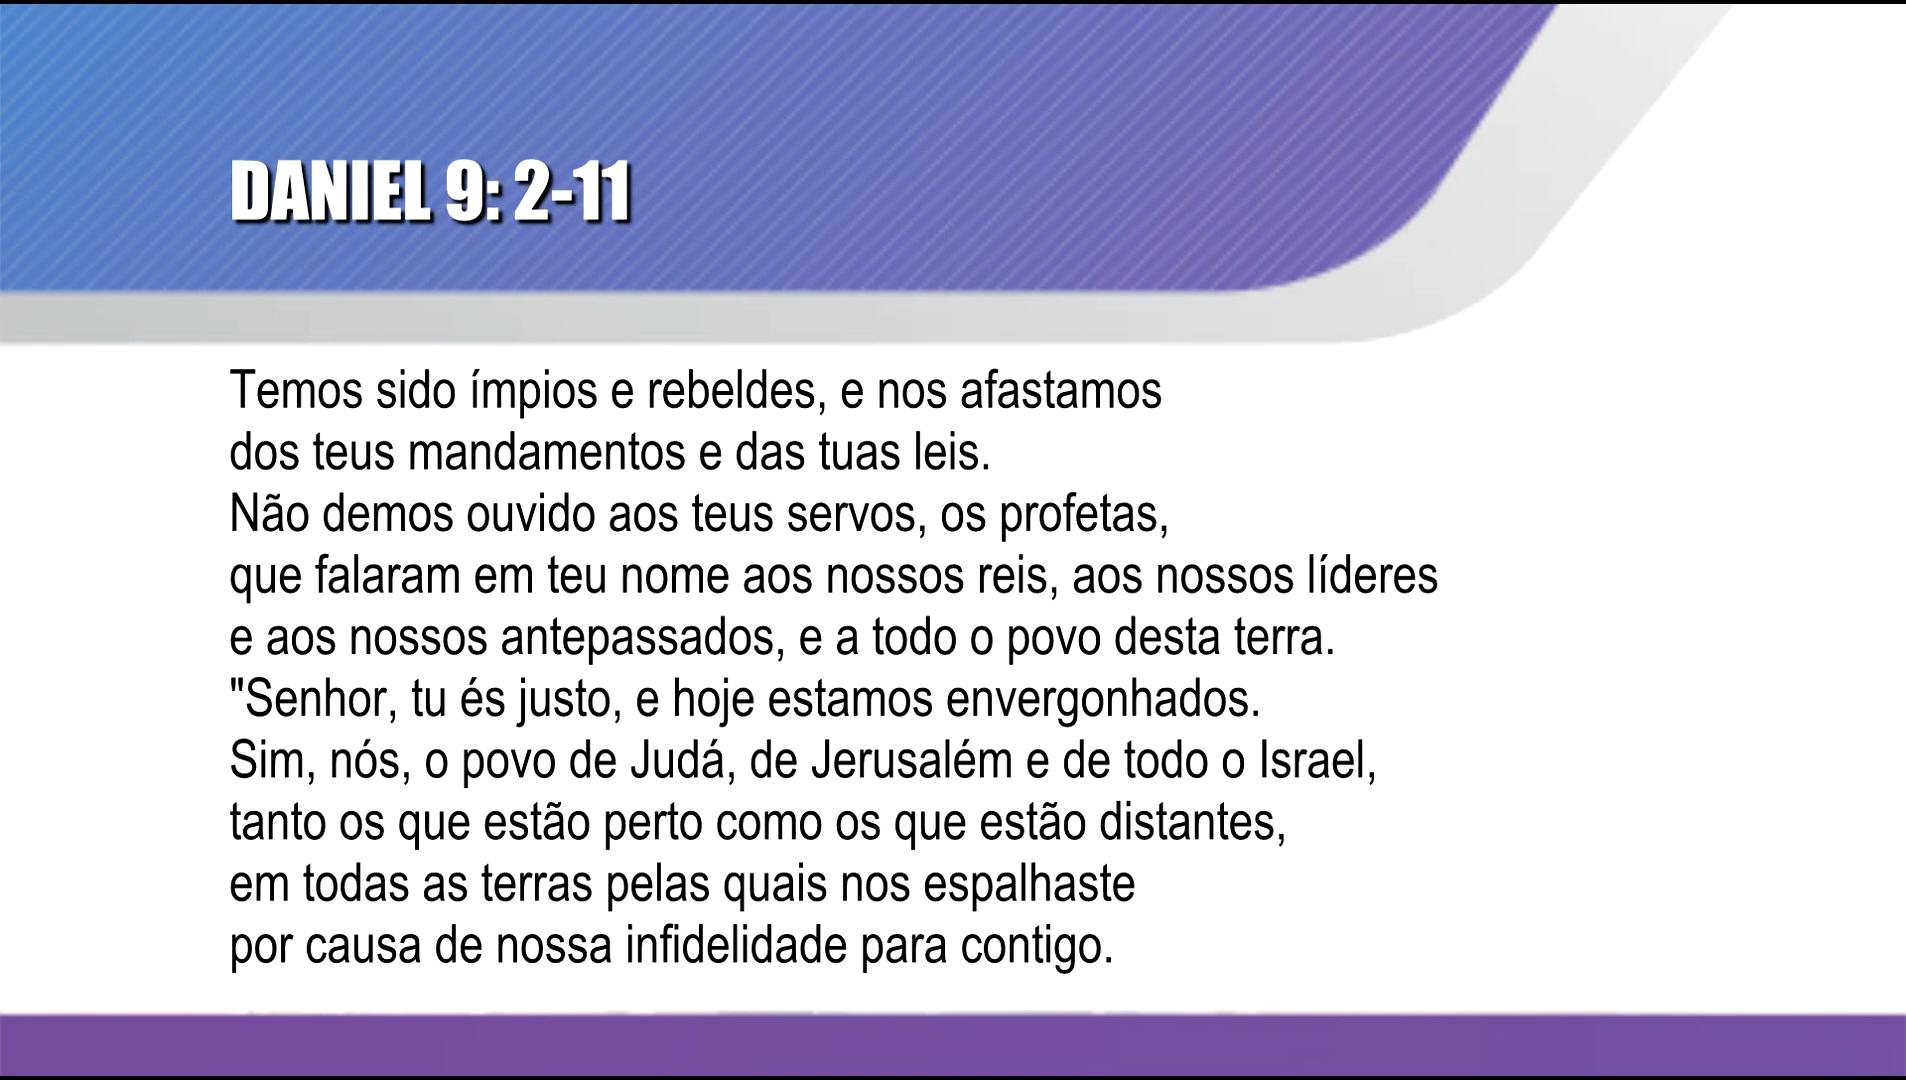 DANIEL 9: 2-11
Temos sido ímpios e rebeldes, e nos afastamos
dos teus mandamentos e das tuas leis.
Não demos ouvido aos teus servos, os profetas,
que falaram em teu nome aos nossos reis, aos nossos líderes
e aos nossos antepassados, e a todo o povo desta terra.
"Senhor, tu és justo, e hoje estamos envergonhados.
Sim, nós, o povo de Judá, de Jerusalém e de todo o Israel,
tanto os que estão perto como os que estão distantes,
em todas as terras pelas quais nos espalhaste
por causa de nossa infidelidade para contigo.